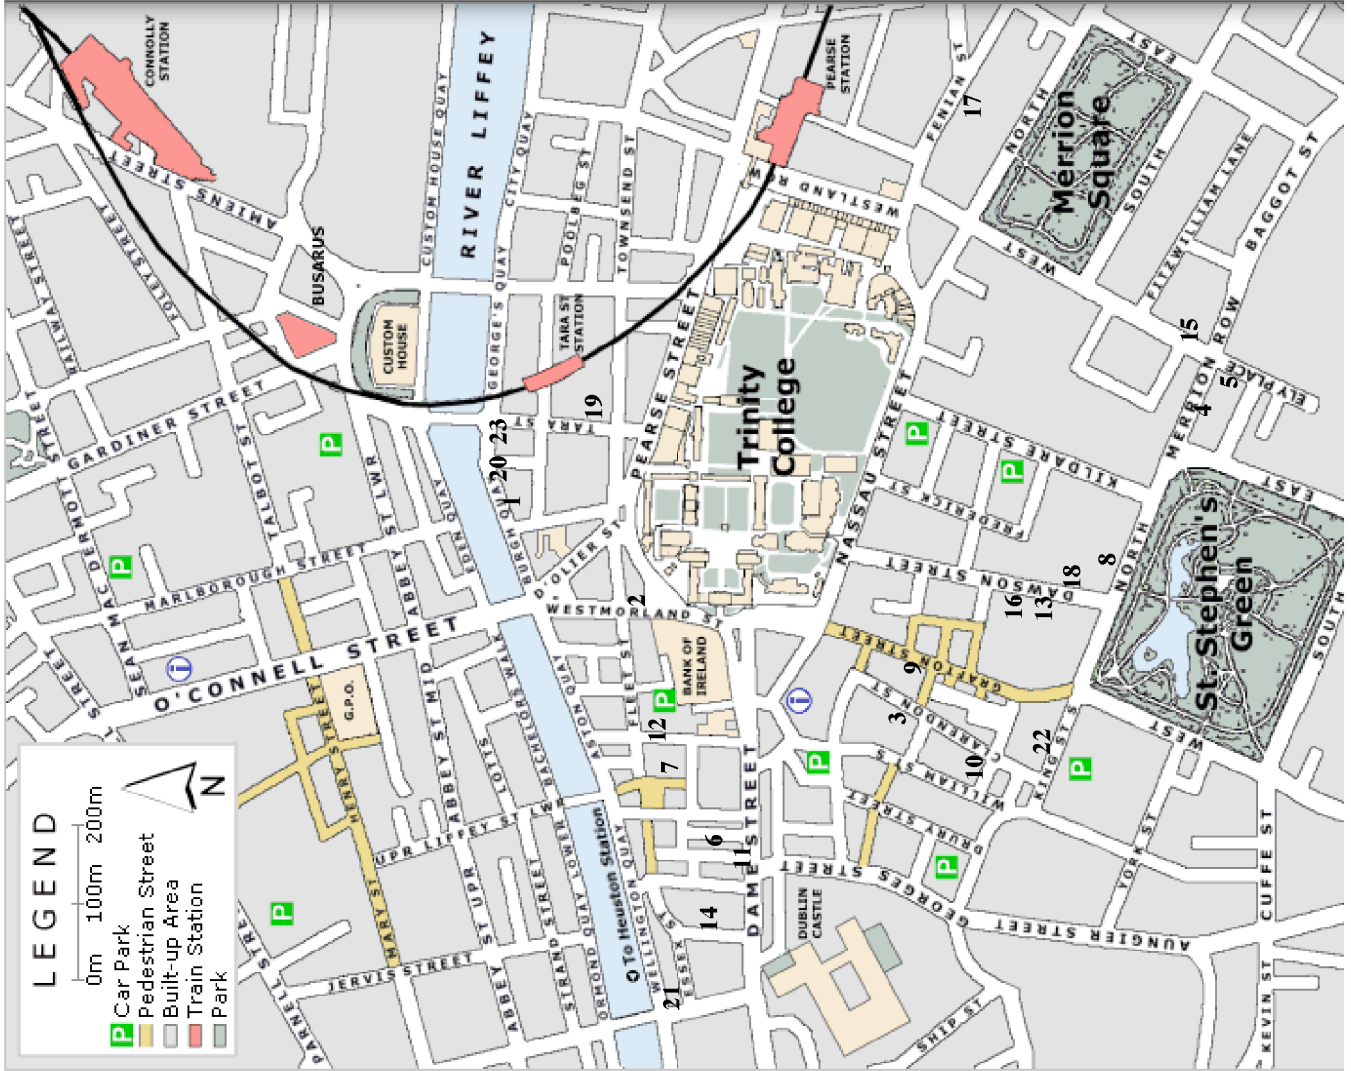 LEGEND
0m 100m 200m
P Car Park
Pedestrian Street
Built-up Area
Train Station
Park
N
CONNOLLY
STATION
AMIENS STREET
FOLEY STREET
RAILWAY STREET
BUSARUS
CUSTOM HOUSE QUAY
CUSTOM
HOUSE
RIVER LIFFEY
CITY QUAY
GEORGE'S QUAY
POOLBEG ST
TOWNSEND ST
TARA ST
STATION
TARA ST
PEARSE
STATION
WESTLAND ROW
PEARSE STREET
FENIAN ST
17
NORTH
EAST
Merrion
Square
SOUTH
WEST
FITZWILLIAM LANE
BAGGOT ST
15
MERRION ROW
ELY PLACE
5
4
GARDINER STREET
STREET
TALBOT ST
P
P
SEAN MAC DERMOTT
STREET
MARLBOROUGH STREET
ABBEY ST LWR
EDEN QUAY
BURGH QUAY
20 23
1
19
D'OLIER ST
WESTMORLAND ST
2
Trinity
College
NASSAU STREET
P
P
KILDARE STREET
FREDERICK ST
DAWSON STREET
16
13
18
8
NORTH
EAST
St. Stephen's
Green
SOUTH
WEST
O'CONNELL STREET
i
G.P.O.
HENRY STREET
MARY ST
ABBEY ST MID
LOTTS
BACHELORS WALK
ASTON QUAY
FLEET ST
P
BANK OF
IRELAND
12
7
i
GRAFTON STREET
9
3
CLARENDON ST
10
WILLIAM ST S
DRURY STREET
P
P
22
KING ST S
P
UPR LIFFEY ST LWR
JERVIS STREET
P
PARNELL STREET
ABBEY ST UPR
STRAND STREET
ORMOND QUAY LOWER
To Heuston Station
WELLINGTON QUAY
ESSEX ST
21
14
6
11
DAME STREET
DUBLIN
CASTLE
GEORGES STREET
AUNGIER STREET
YORK ST
CUFFE ST
KEVIN ST
SHIP ST